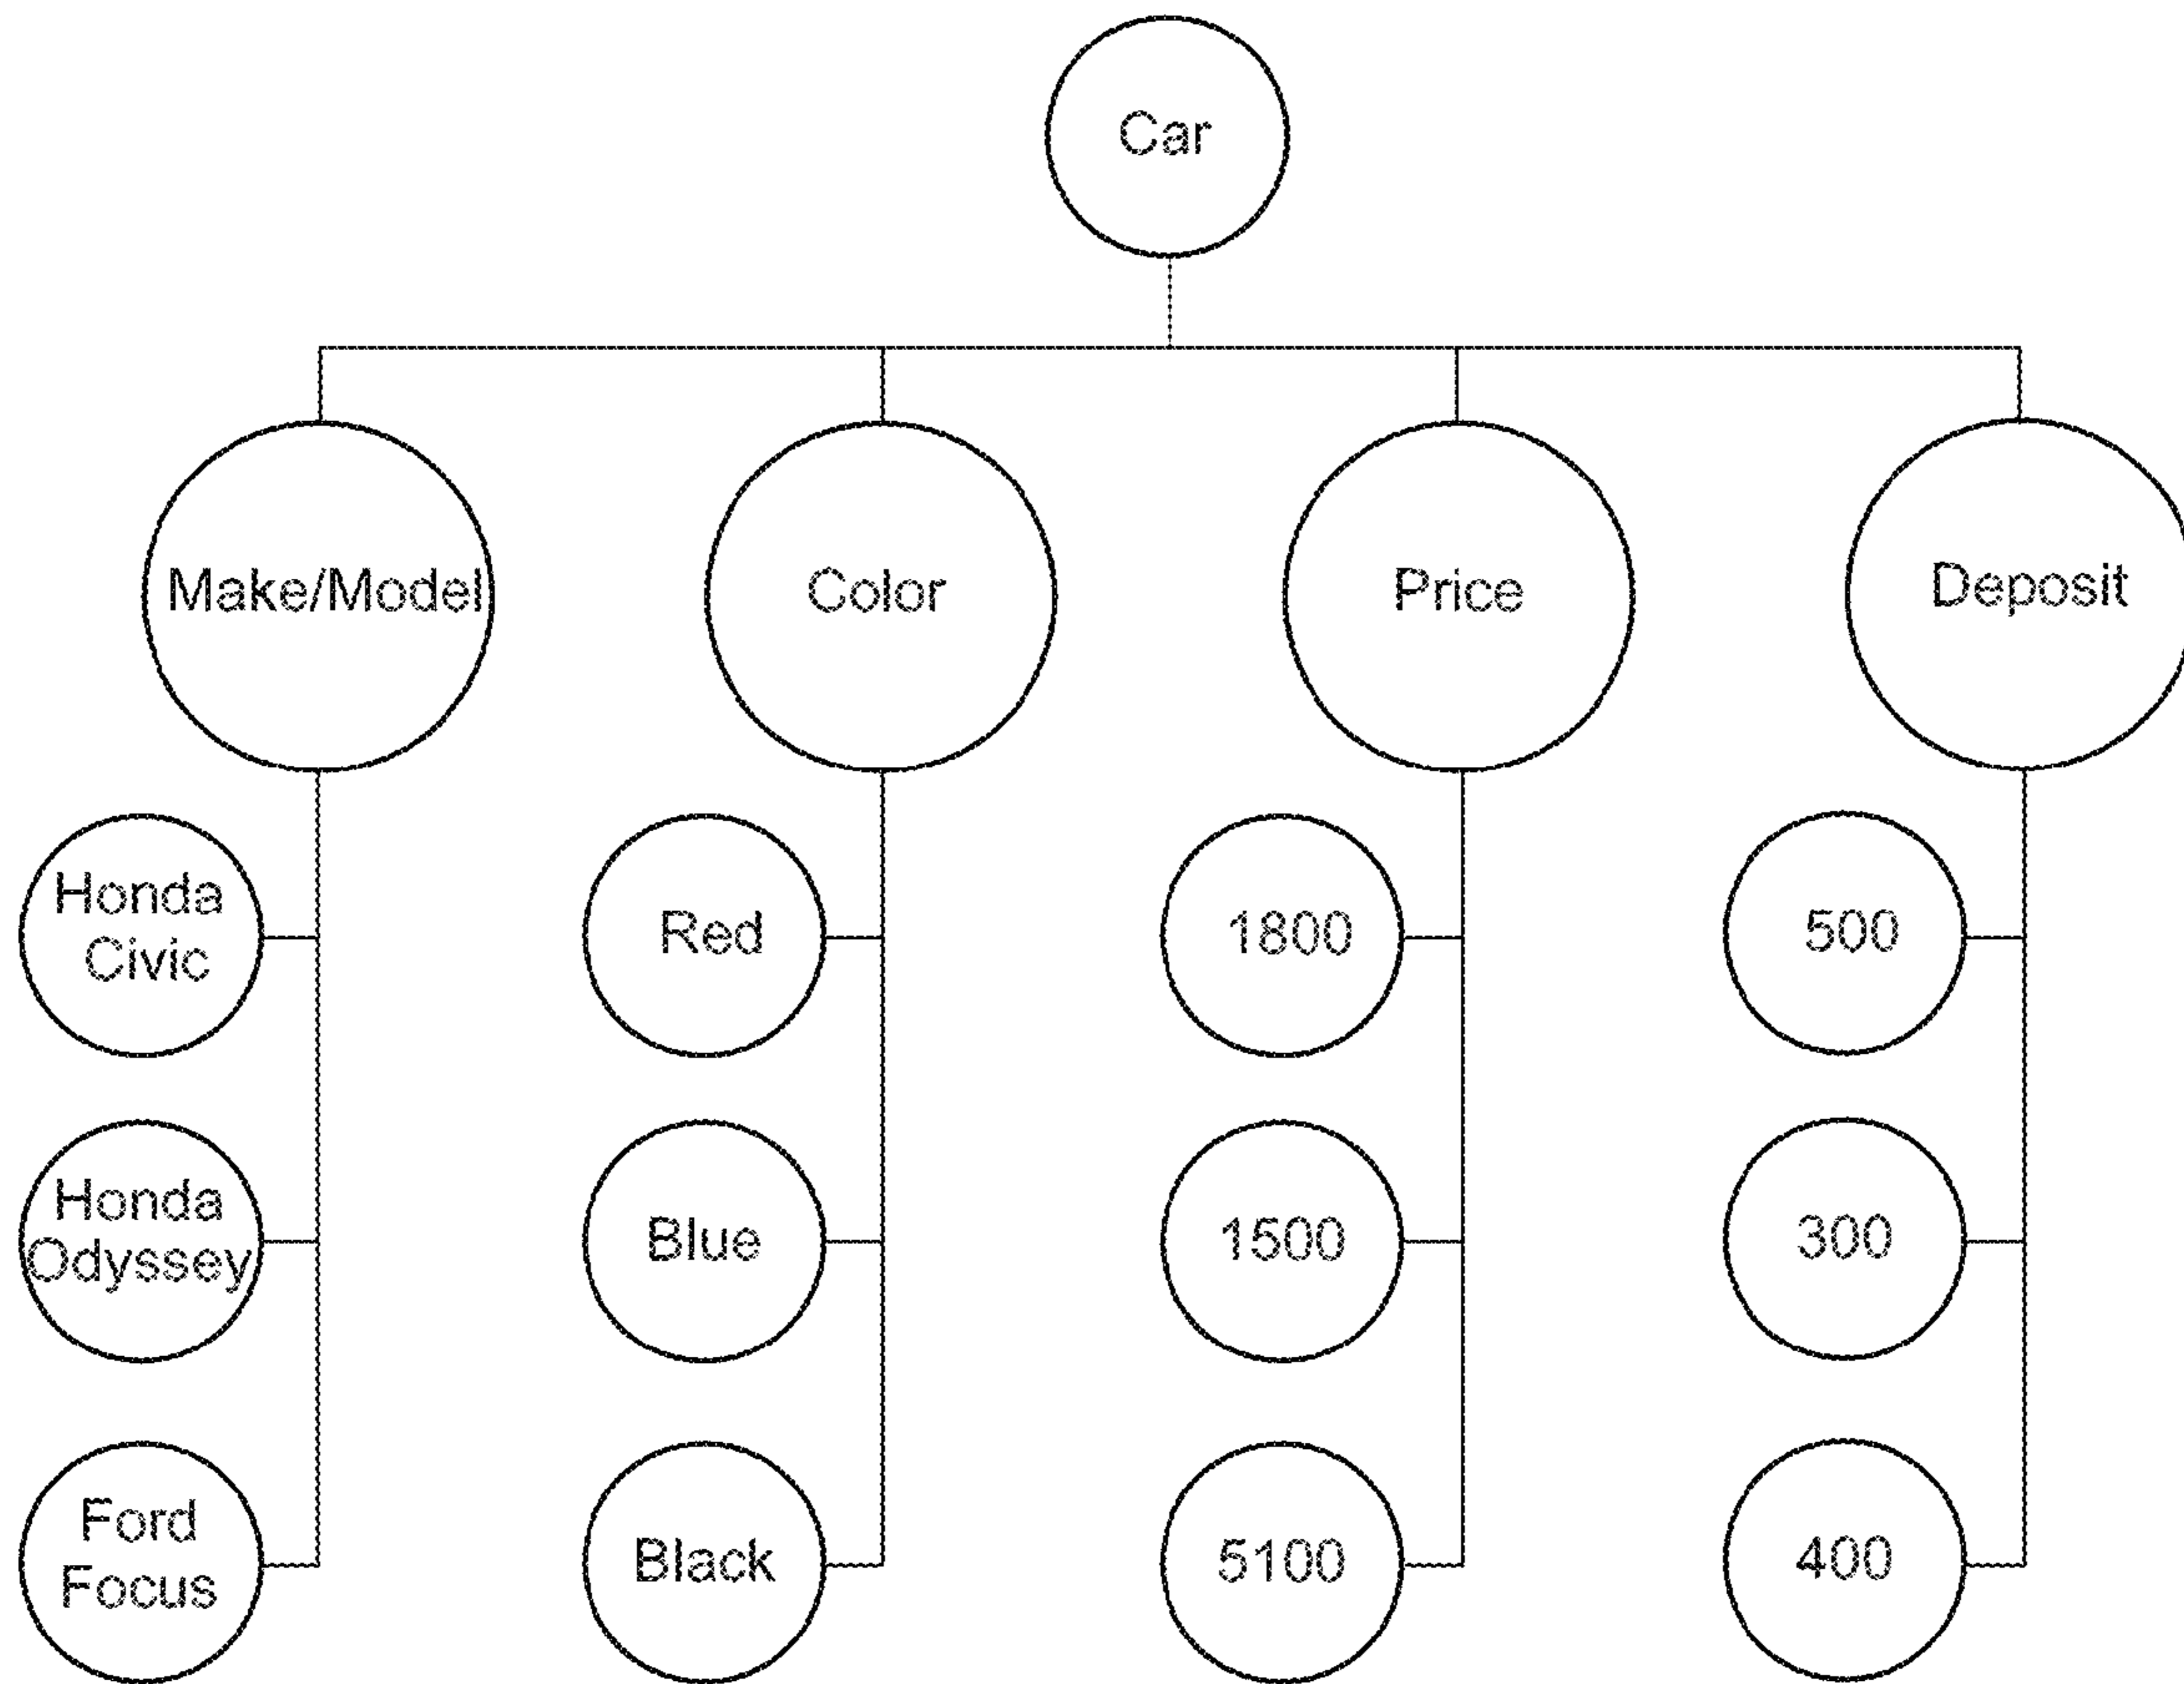 Car
Make/Model
Color
Price
Deposit
Honda
Civic
Red
1800
500
Honda
Odyssey
Blue
1500
300
Ford
Focus
Black
5100
400